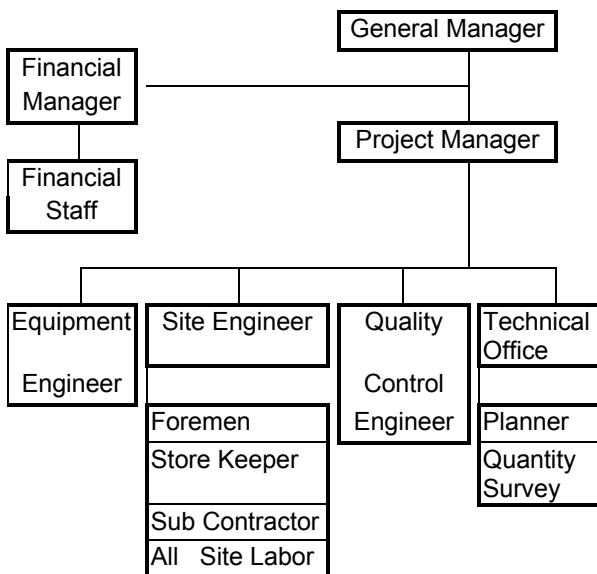 General Manager
Financial
Manager
Project Manager
Financial
Staff
Equipment
Engineer
Site Engineer
Quality
Control
Engineer
Technical
Office
Foremen
Store Keeper
Sub Contractor
All Site Labor
Planner
Quantity
Survey